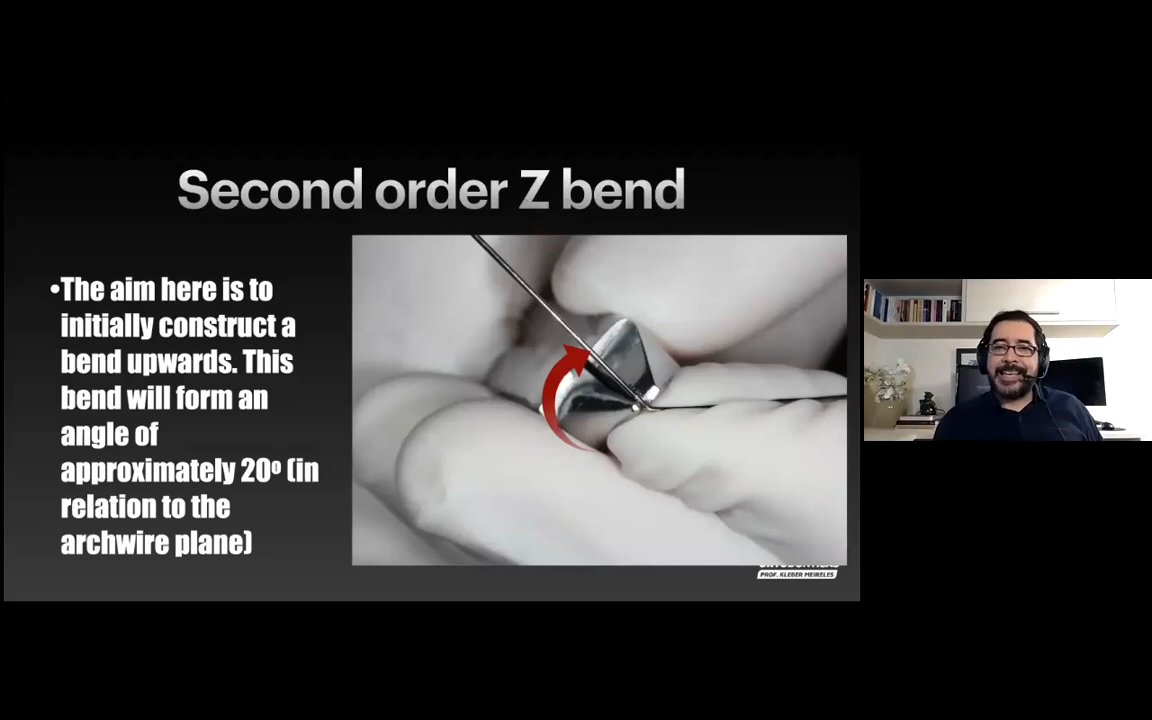 Second order Z bend
•The aim here is to
initially construct a
bend upwards. This
bend will form an
angle of
approximately 20º (in
relation to the
archwire plane)
PROF. KLEBER MEIRELES